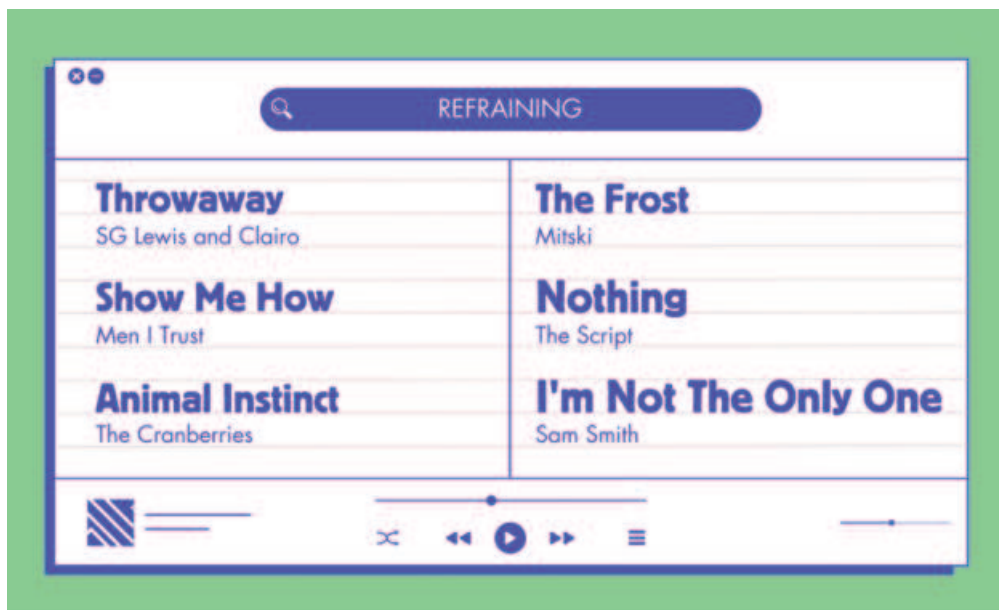 REFRAINING
Throwaway
SG Lewis and Clairo
Show Me How
Men I Trust
Animal Instinct
The Cranberries
The Frost
Mitski
Nothing
The Script
I'm Not The Only One
Sam Smith